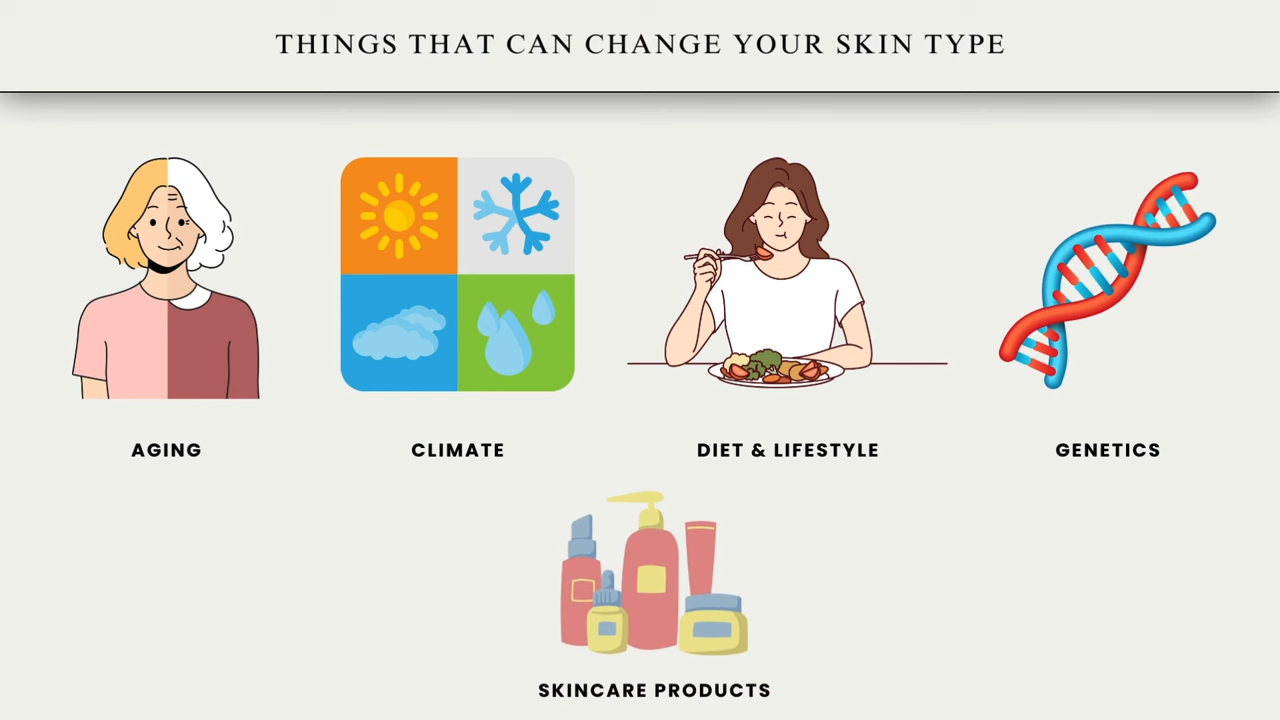 THINGS THAT CAN CHANGE YOUR SKIN TYPE
AGING
CLIMATE
DIET & LIFESTYLE
GENETICS
SKINCARE PRODUCTS